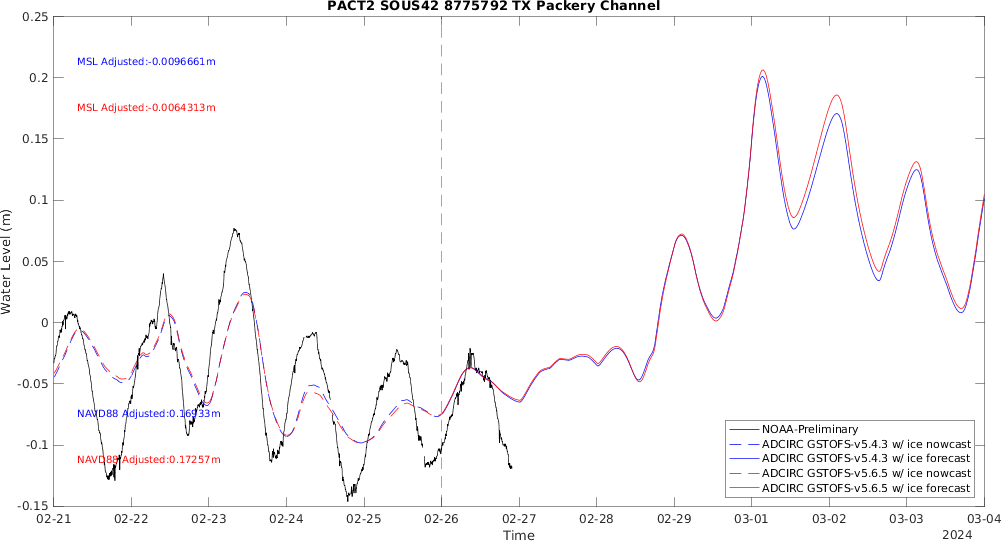 PACT2 SOUS42 8775792 TX Packery Channel
0.25
0.2
0.15
0.1
0.05
0
-0.05
-0.1
-0.15
Water Level (m)
MSL Adjusted:-0.0096661m
MSL Adjusted:-0.0064313m
NAVD88 Adjusted:0.16933m
NAVD88 Adjusted:0.17257m
NOAA-Preliminary
ADCIRC GSTOFS-v5.4.3 w/ ice nowcast
ADCIRC GSTOFS-v5.4.3 w/ ice forecast
ADCIRC GSTOFS-v5.6.5 w/ ice nowcast
ADCIRC GSTOFS-v5.6.5 w/ ice forecast
02-21 02-22 02-23 02-24 02-25 02-26 02-27 02-28 02-29 03-01 03-02 03-03 03-04
Time
2024